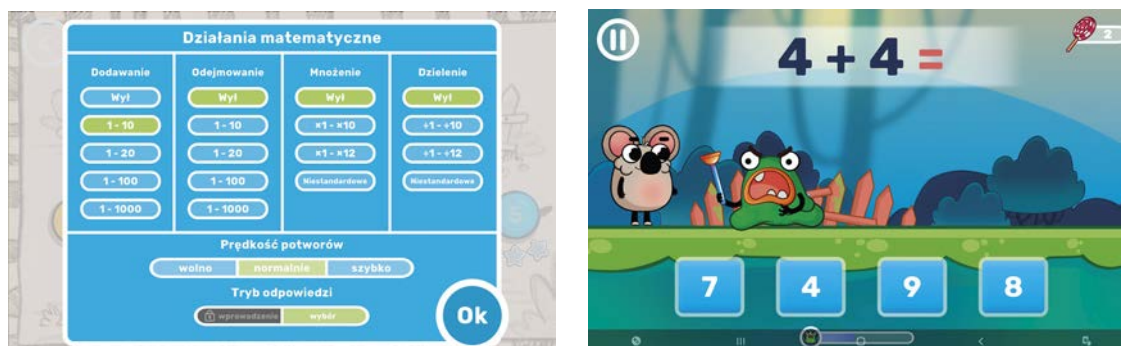 Działania matematyczne
Dodawanie Odejmowanie Mnożenie Dzielenie
Wył Wył Wył Wył
1 - 10 1 - 10 ×1 - ×10 ÷1 - ÷10
1 - 20 1 - 20 ×1 - ×12 ÷1 - ÷12
1 - 100 1 - 100 Niestandardowe Niestandardowe
1 - 1000 1 - 1000
Prędkość potworów
wolno normalnie szybko
Tryb odpowiedzi
wprowadzenie wybór
Ok
4 + 4 =
2
7 4 9 8